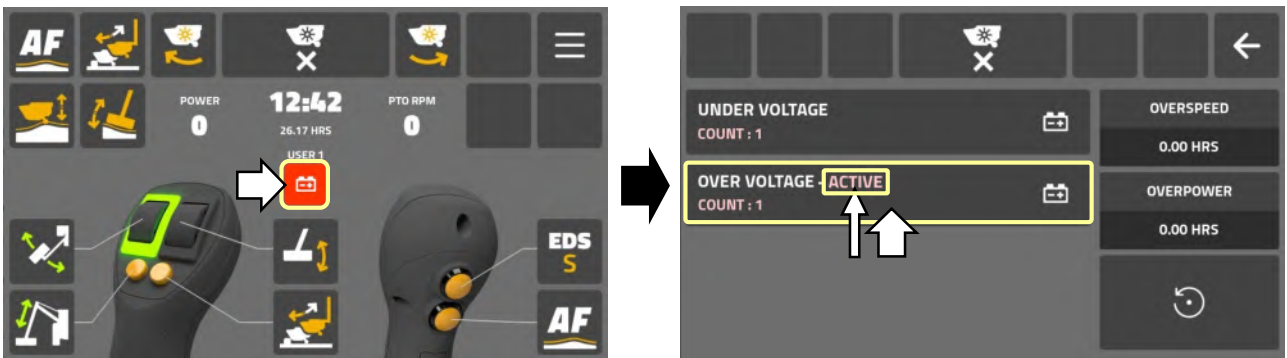 AF
POWER
0
12:42
26.17 HRS
USER 1
PTO RPM
0
EDS
S
AF
UNDER VOLTAGE
COUNT : 1
OVER VOLTAGE - ACTIVE
COUNT : 1
OVERSPEED
0.00 HRS
OVERPOWER
0.00 HRS